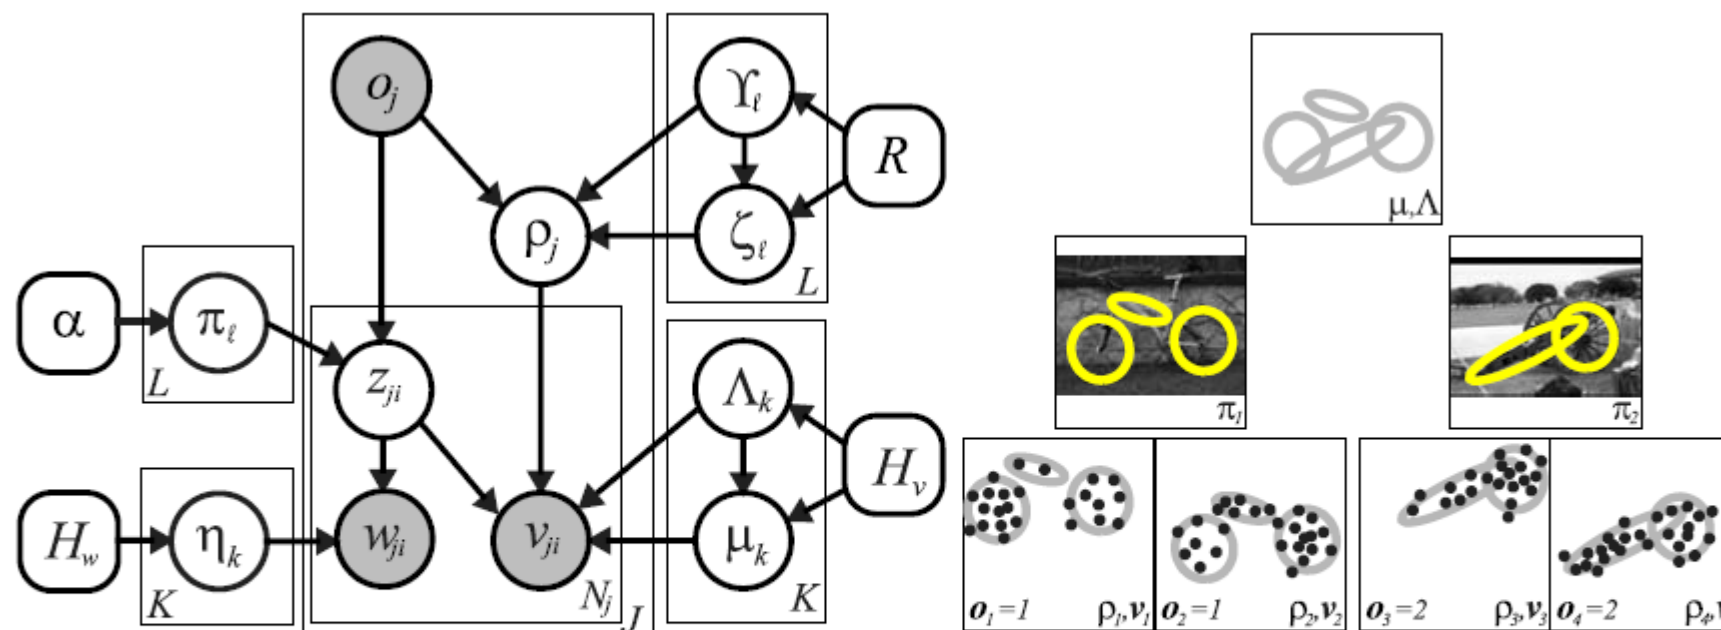 o_j
ϒ_ℓ
R
ρ_j
ζ_ℓ
L
α
π_ℓ
L
z_ji
Λ_k
H_v
H_w
η_k
w_ji
v_ji
μ_k
K
N_j
K
J
μ,Λ
π_1
π_2
o_1=1 ρ_1,v_1
o_2=1 ρ_2,v_2
o_3=2 ρ_3,v_3
o_4=2 ρ_4,v